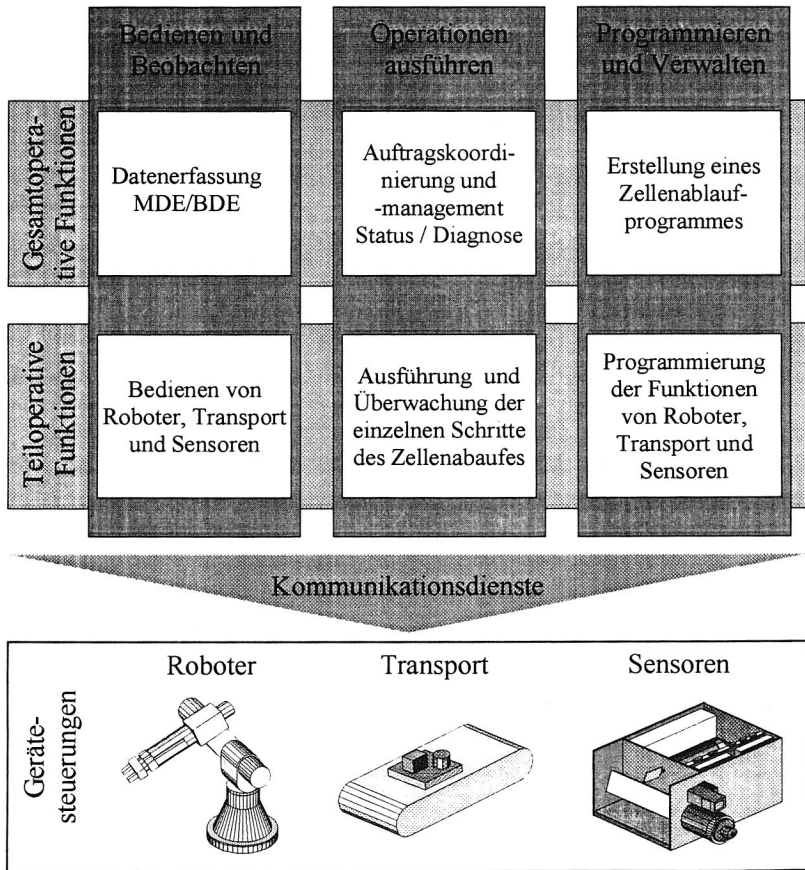 Bedienen und
Beobachten
Operationen
ausführen
Programmieren
und Verwalten
Gesamtopera-
tive Funktionen
Datenerfassung
MDE/BDE
Auftragskoordi-
nierung und
-management
Status / Diagnose
Erstellung eines
Zellenablauf-
programmes
Teiloperative
Funktionen
Bedienen von
Roboter, Transport
und Sensoren
Ausführung und
Überwachung der
einzelnen Schritte
des Zellenabaufes
Programmierung
der Funktionen
von Roboter,
Transport und
Sensoren
Kommunikationsdienste
Geräte-
steuerungen
Roboter
Transport
Sensoren